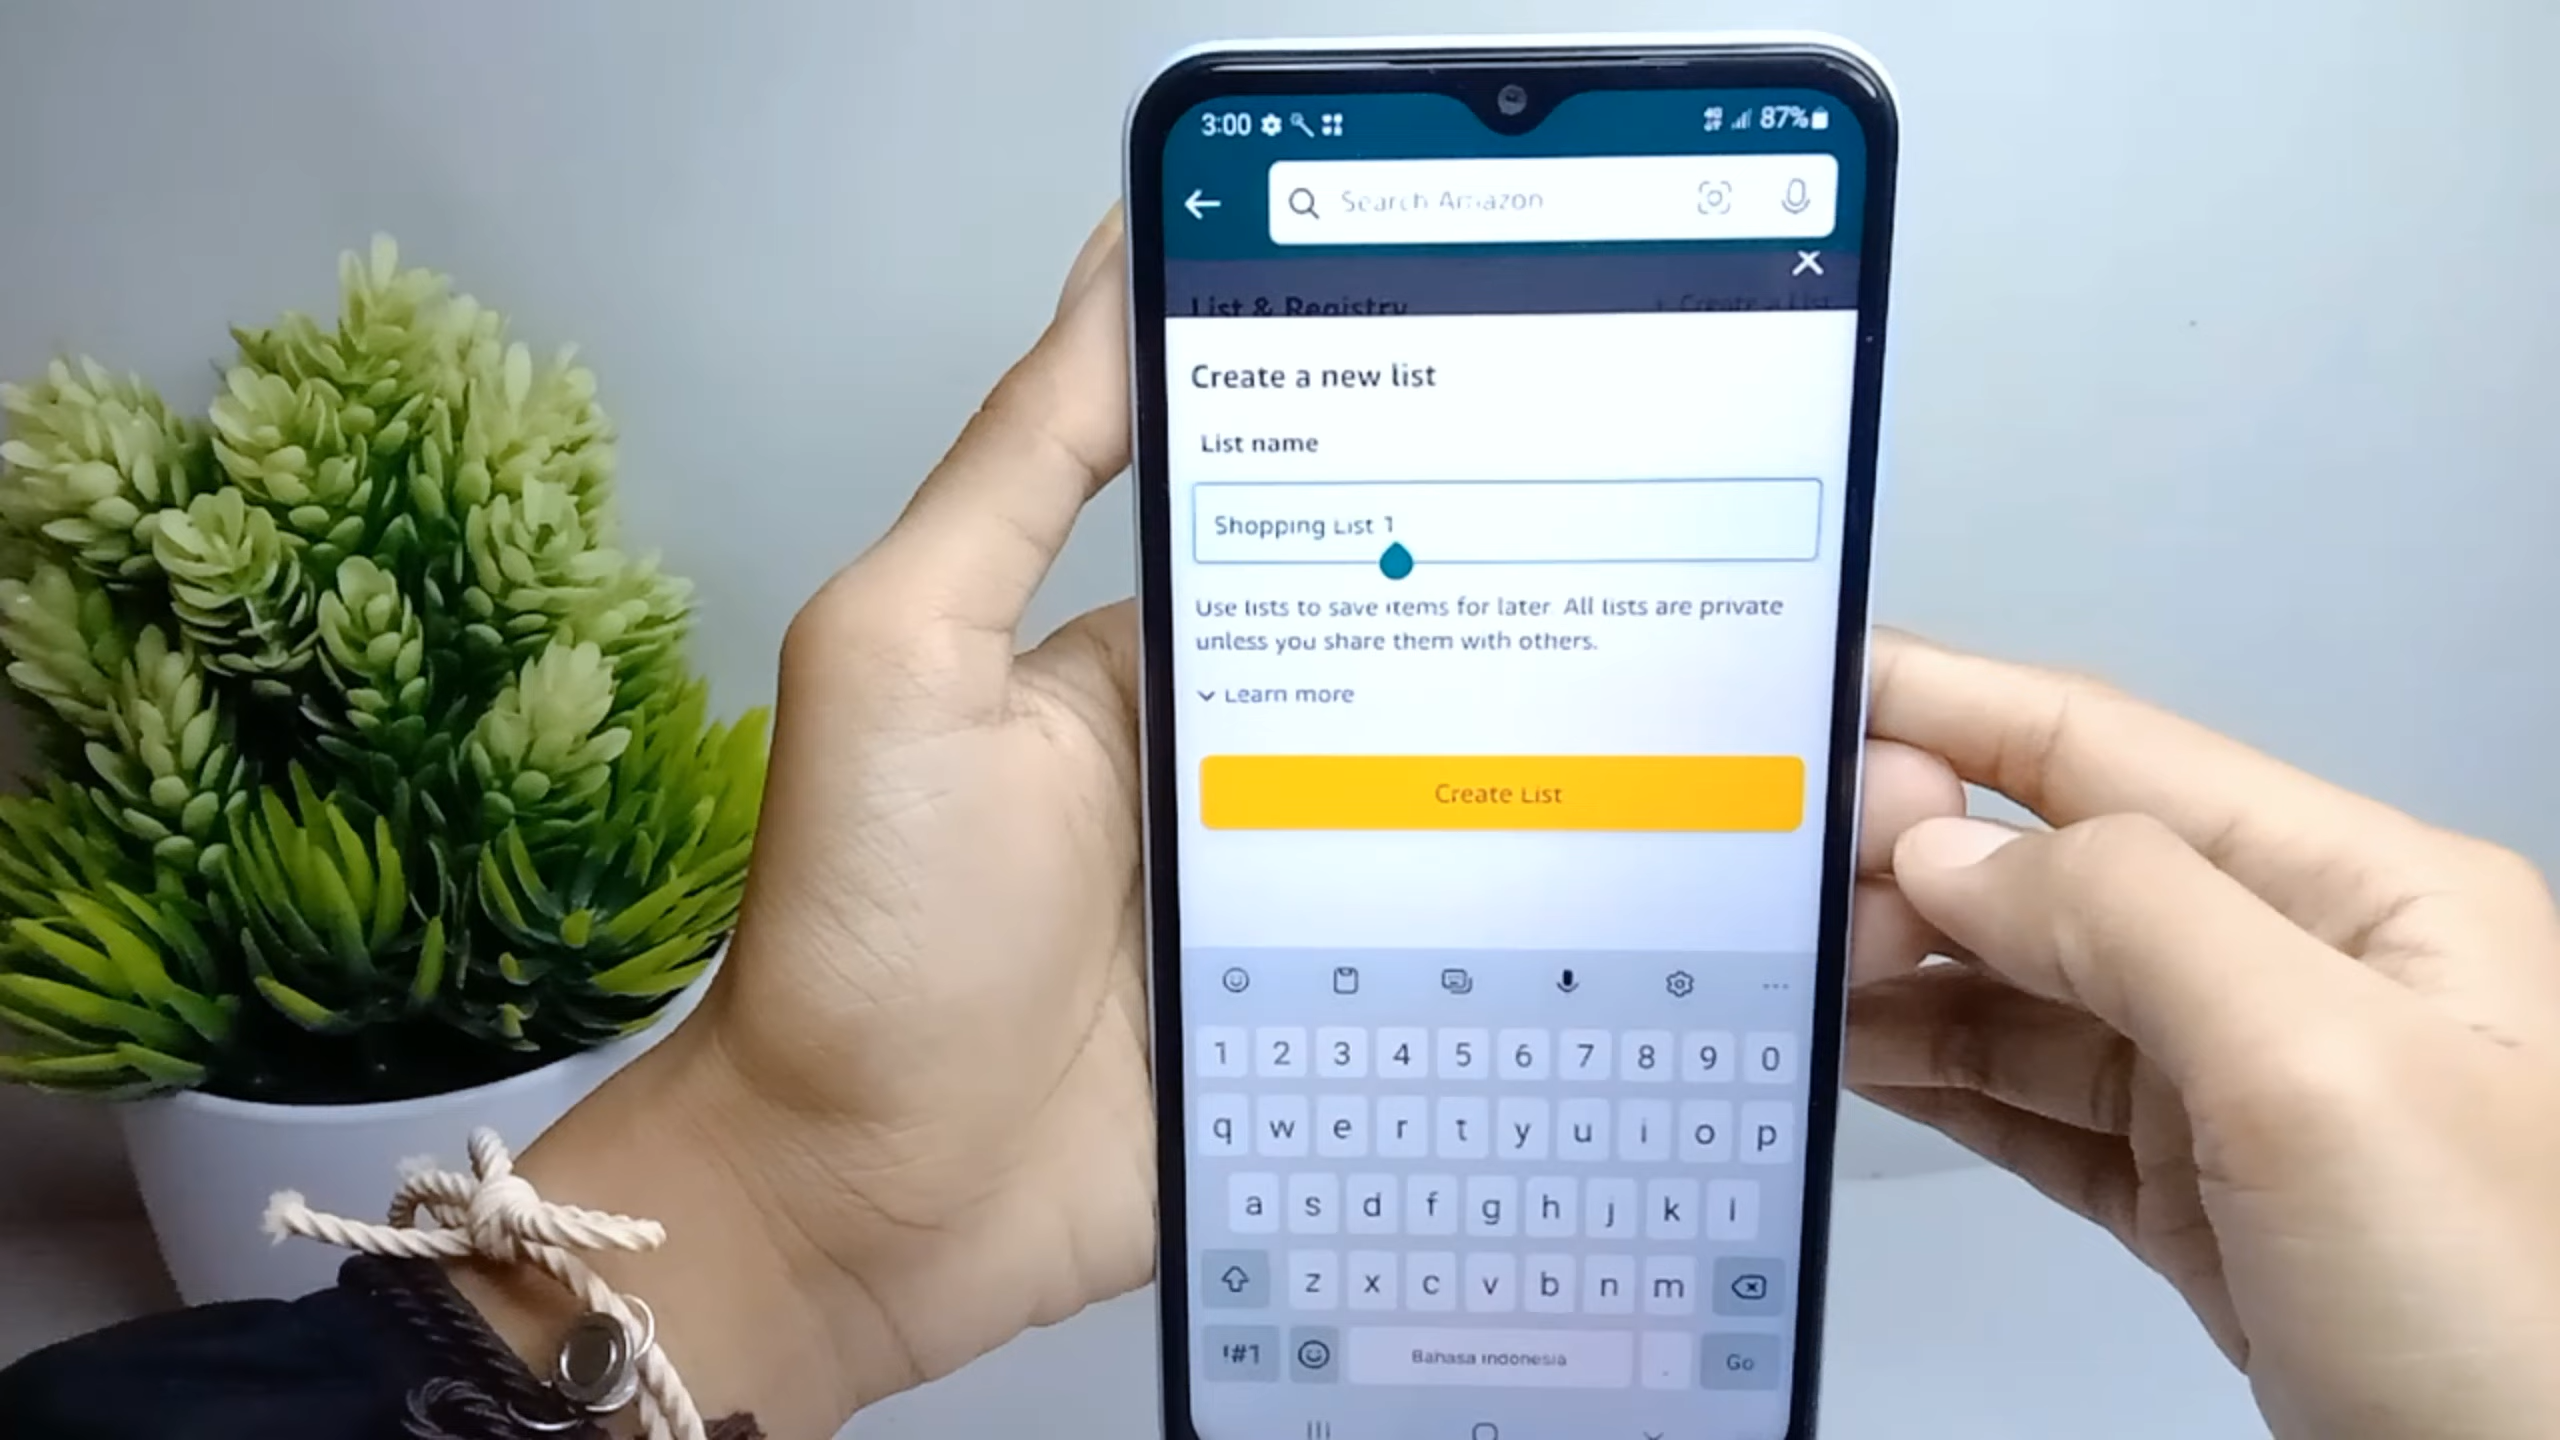 3:00 87%
Search Amazon
List & Registry + Create a List
Create a new list
List name
Shopping List 1
Use lists to save items for later. All lists are private
unless you share them with others.
Learn more
Create List
1 2 3 4 5 6 7 8 9 0
q w e r t y u i o p
a s d f g h j k l
z x c v b n m
!#1 Bahasa Indonesia . Go